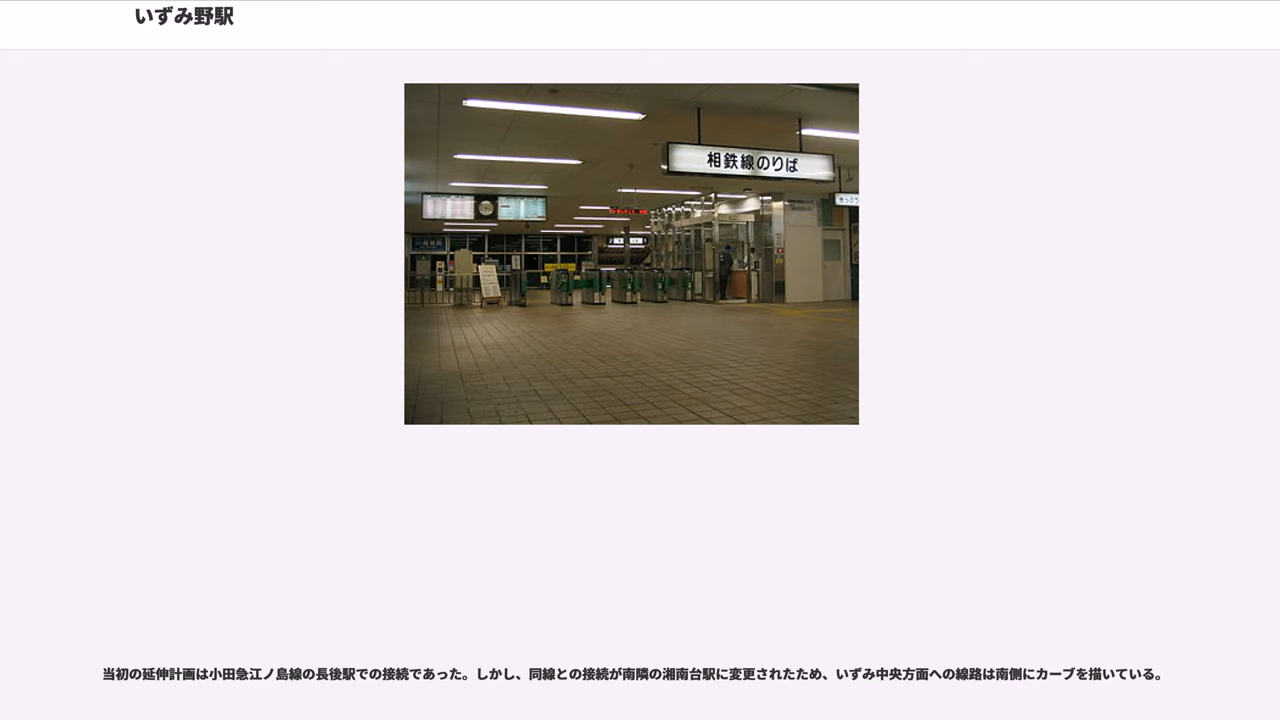 いずみ野駅
相鉄線のりば
きっぷう
当初の延伸計画は小田急江ノ島線の長後駅での接続であった。しかし、同線との接続が南隣の湘南台駅に変更されたため、いずみ中央方面への線路は南側にカーブを描いている。